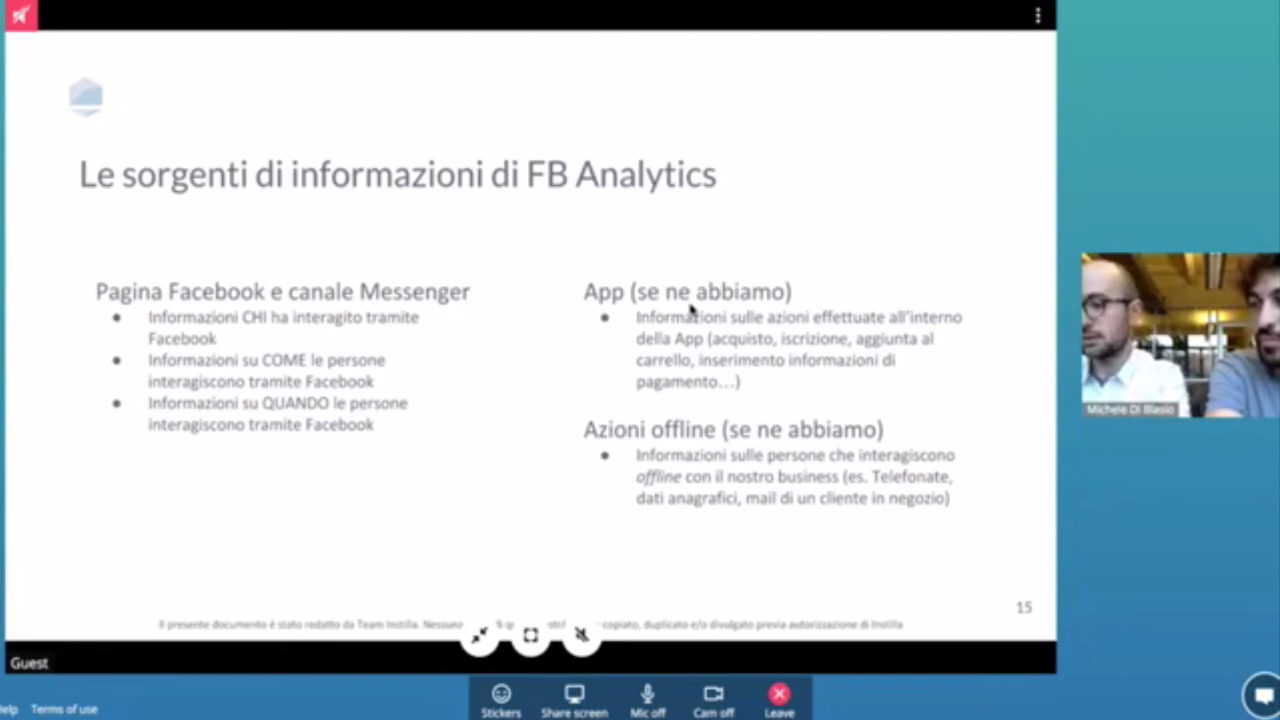 Le sorgenti di informazioni di FB Analytics
Pagina Facebook e canale Messenger
Informazioni CHI ha interagito tramite
Facebook
Informazioni su COME le persone
interagiscono tramite Facebook
Informazioni su QUANDO le persone
interagiscono tramite Facebook
App (se ne abbiamo)
Informazioni sulle azioni effettuate all'interno
della App (acquisto, iscrizione, aggiunta al
carrello, inserimento informazioni di
pagamento...)
Azioni offline (se ne abbiamo)
Informazioni sulle persone che interagiscono
offline con il nostro business (es. Telefonate,
dati anagrafici, mail di un cliente in negozio)
15
Il presente documento è stato redatto da Team Instilla. copiato, duplicato e/o divulgato previa autorizzazione di Instilla
Michele Di Blasio
Guest
Terms of use
Stickers
Share screen
Mic off
Cam off
Leave